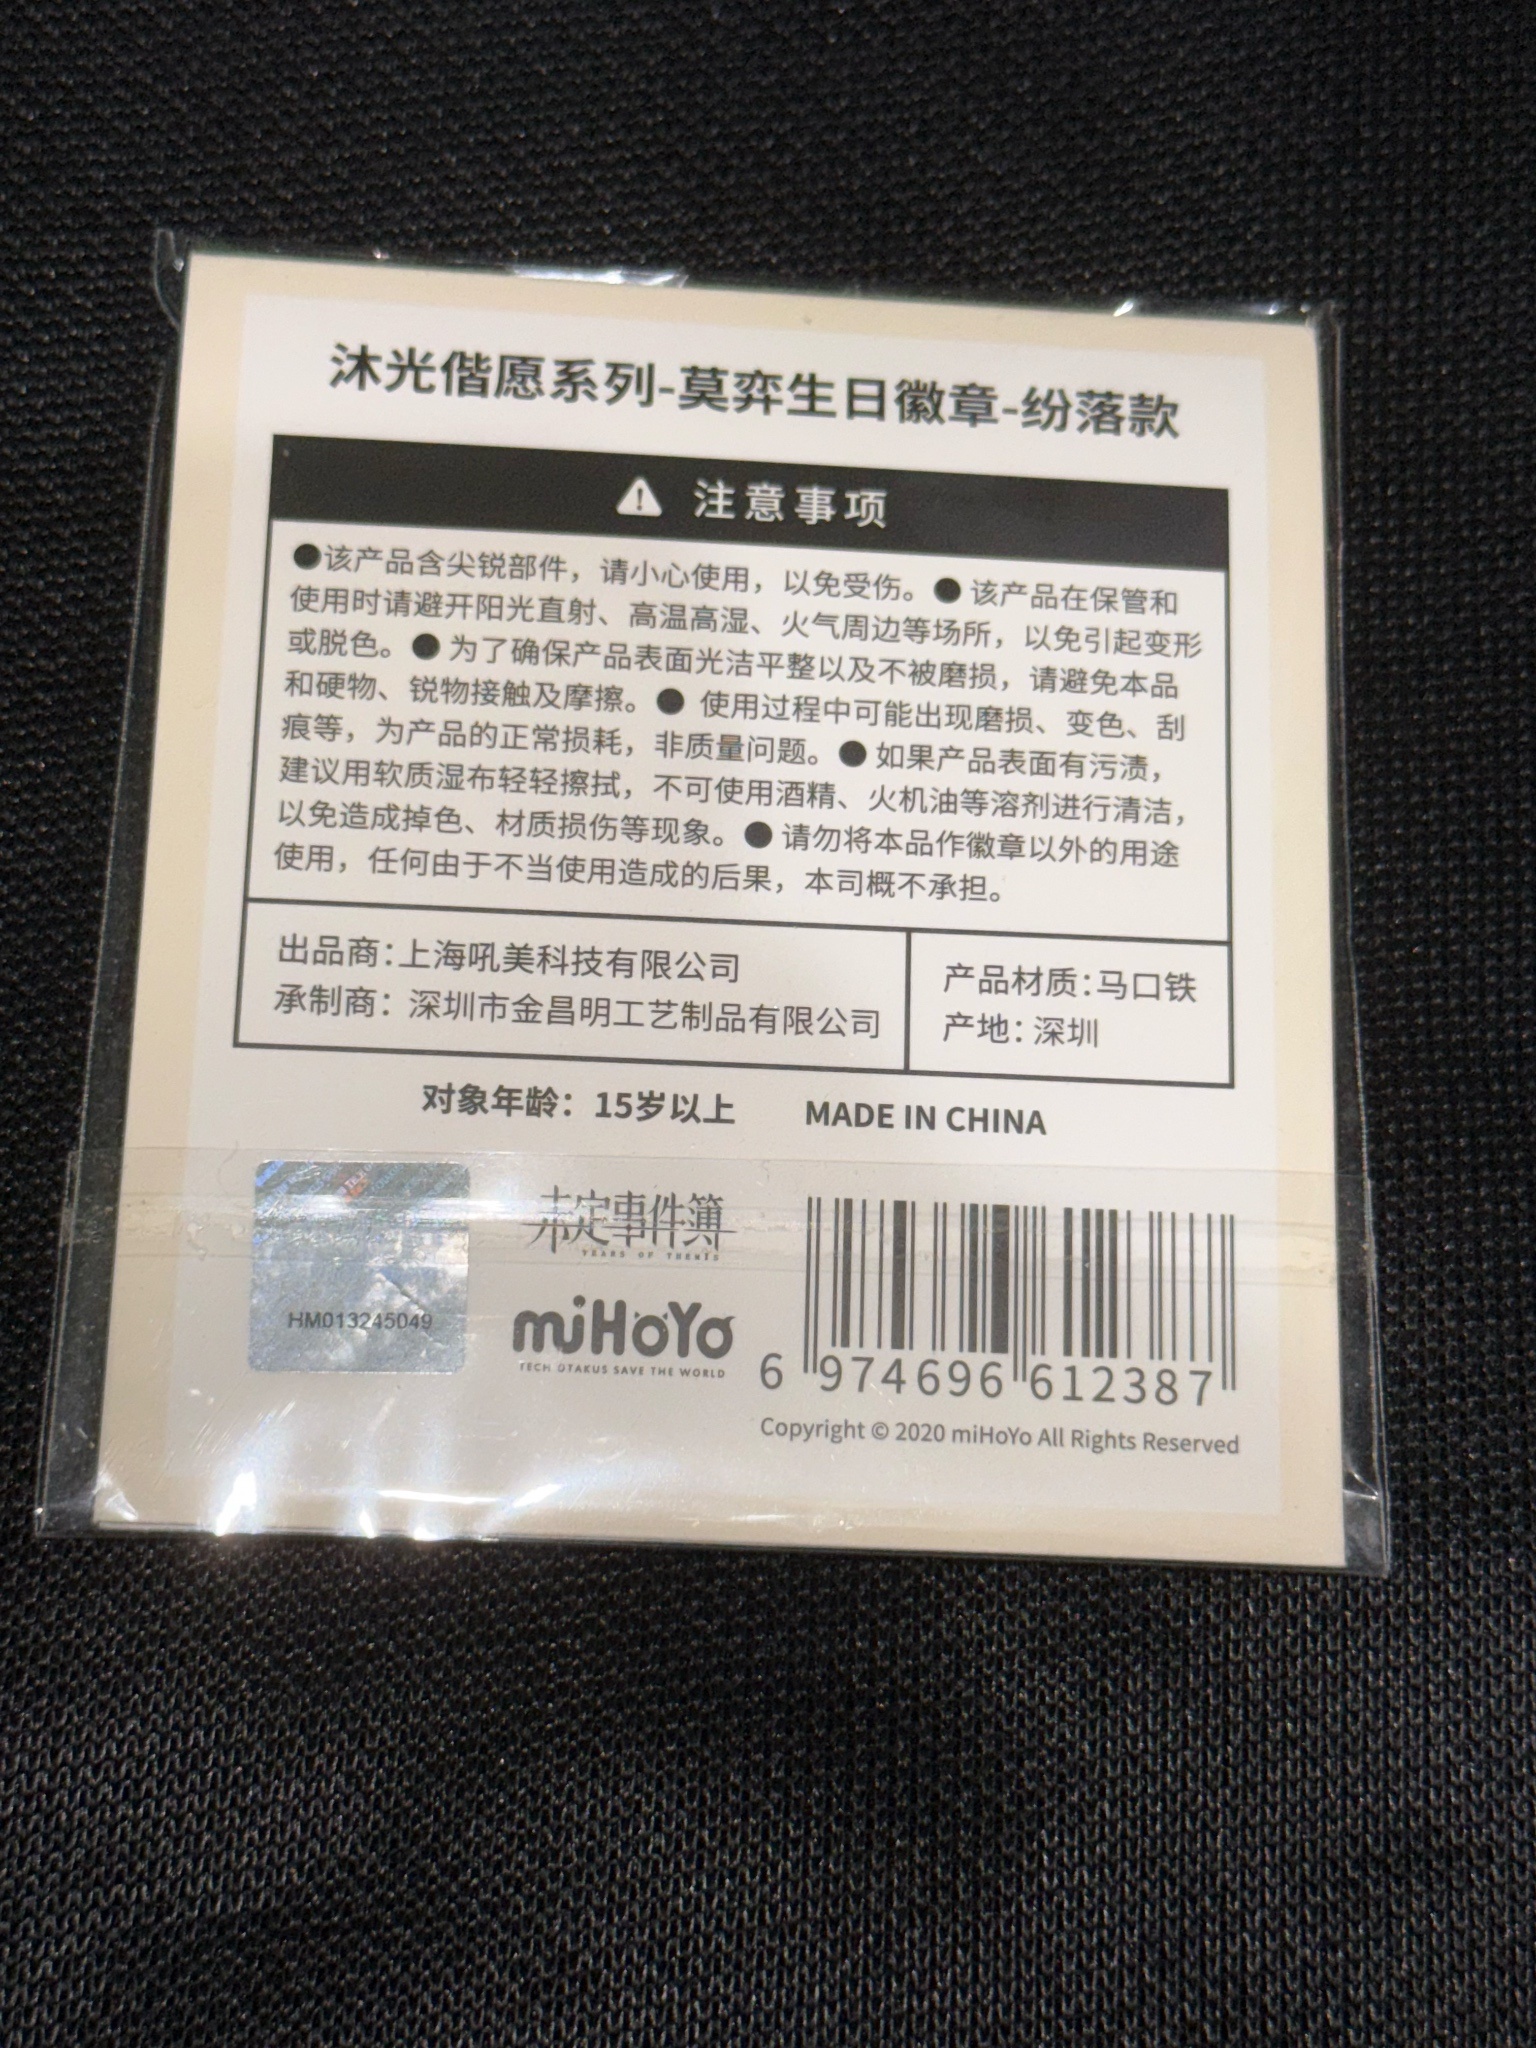 沐光偕愿系列-莫弈生日徽章-纷落款
注意事项
●该产品含尖锐部件，请小心使用，以免受伤。● 该产品在保管和
使用时请避开阳光直射、高温高湿、火气周边等场所，以免引起变形
或脱色。● 为了确保产品表面光洁平整以及不被磨损，请避免本品
和硬物、锐物接触及摩擦。● 使用过程中可能出现磨损、变色、刮
痕等，为产品的正常损耗，非质量问题。● 如果产品表面有污渍，
建议用软质湿布轻轻擦拭，不可使用酒精、火机油等溶剂进行清洁，
以免造成掉色、材质损伤等现象。● 请勿将本品作徽章以外的用途
使用，任何由于不当使用造成的后果，本司概不承担。
出品商：上海吼美科技有限公司
承制商：深圳市金昌明工艺制品有限公司
产品材质：马口铁
产地：深圳
对象年龄：15岁以上 MADE IN CHINA
HM013245049
未定事件簿
TEARS OF THEMIS
miHoYo
TECH OTAKUS SAVE THE WORLD
6 974696 612387
Copyright © 2020 miHoYo All Rights Reserved